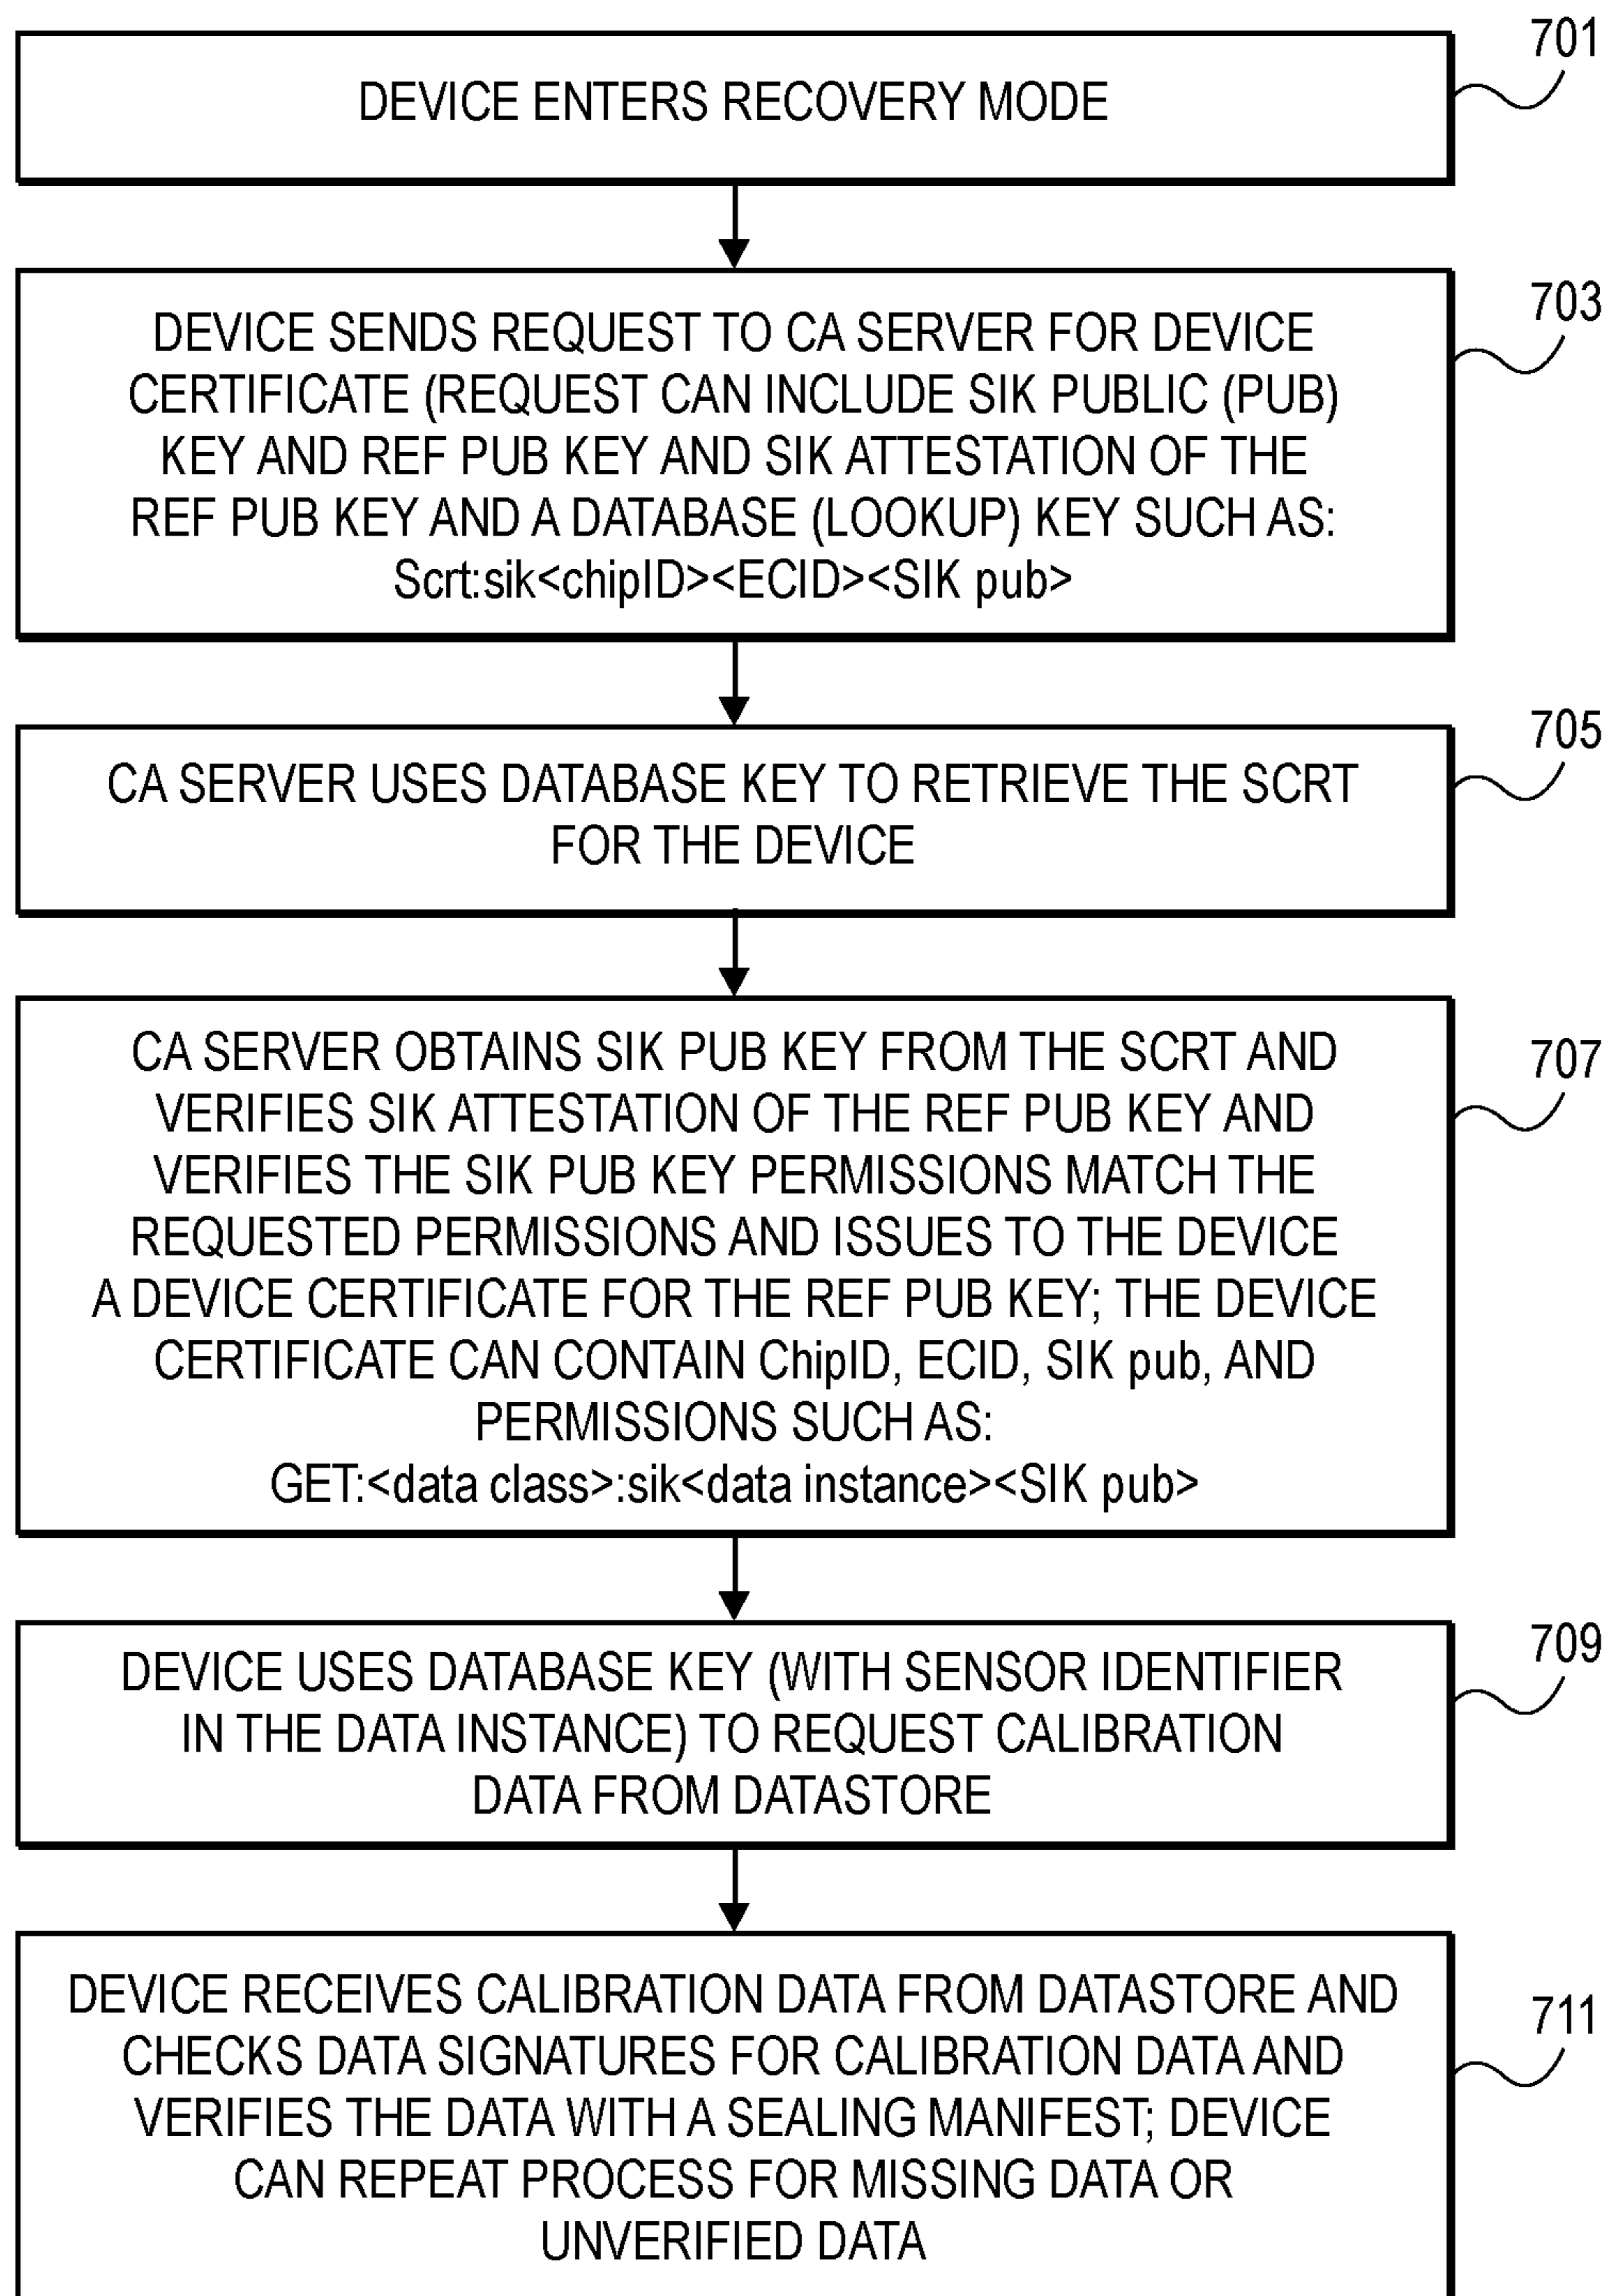 701
DEVICE ENTERS RECOVERY MODE
703
DEVICE SENDS REQUEST TO CA SERVER FOR DEVICE
CERTIFICATE (REQUEST CAN INCLUDE SIK PUBLIC (PUB)
KEY AND REF PUB KEY AND SIK ATTESTATION OF THE
REF PUB KEY AND A DATABASE (LOOKUP) KEY SUCH AS:
Scrt:sik<chipID><ECID><SIK pub>
705
CA SERVER USES DATABASE KEY TO RETRIEVE THE SCRT
FOR THE DEVICE
707
CA SERVER OBTAINS SIK PUB KEY FROM THE SCRT AND
VERIFIES SIK ATTESTATION OF THE REF PUB KEY AND
VERIFIES THE SIK PUB KEY PERMISSIONS MATCH THE
REQUESTED PERMISSIONS AND ISSUES TO THE DEVICE
A DEVICE CERTIFICATE FOR THE REF PUB KEY; THE DEVICE
CERTIFICATE CAN CONTAIN ChipID, ECID, SIK pub, AND
PERMISSIONS SUCH AS:
GET:<data class>:sik<data instance><SIK pub>
709
DEVICE USES DATABASE KEY (WITH SENSOR IDENTIFIER
IN THE DATA INSTANCE) TO REQUEST CALIBRATION
DATA FROM DATASTORE
711
DEVICE RECEIVES CALIBRATION DATA FROM DATASTORE AND
CHECKS DATA SIGNATURES FOR CALIBRATION DATA AND
VERIFIES THE DATA WITH A SEALING MANIFEST; DEVICE
CAN REPEAT PROCESS FOR MISSING DATA OR
UNVERIFIED DATA